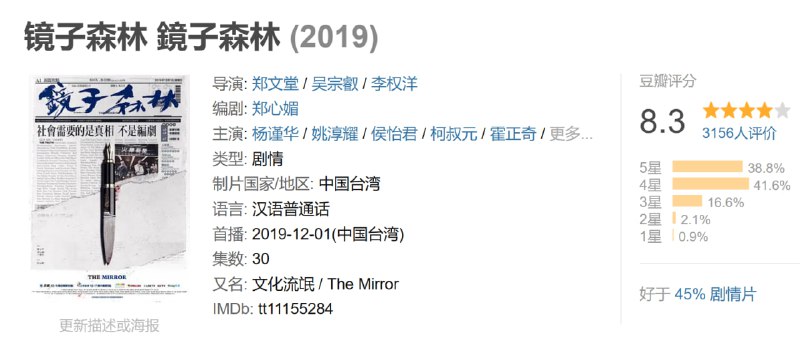 镜子森林 鏡子森林 (2019)
鏡子森林
社會需要的是真相 不是編劇
THE MIRROR
更新描述或海报
导演: 郑文堂 / 吴宗叡 / 李权洋
编剧: 郑心媚
主演: 杨谨华 / 姚淳耀 / 侯怡君 / 柯叔元 / 霍正奇 / 更多...
类型: 剧情
制片国家/地区: 中国台湾
语言: 汉语普通话
首播: 2019-12-01(中国台湾)
集数: 30
又名: 文化流氓 / The Mirror
IMDb: tt11155284
豆瓣评分
8.3
3156人评价
5星 38.8%
4星 41.6%
3星 16.6%
2星 2.1%
1星 0.9%
好于 45% 剧情片